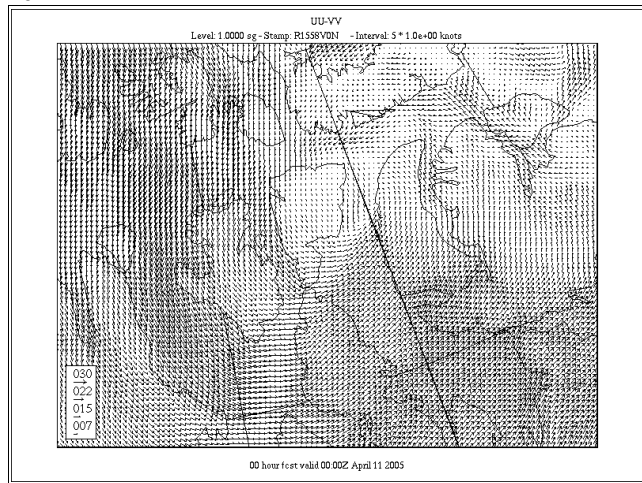 UU-VV
Level: 1.0000 sg - Stamp: R1558V0N - Interval: 5 * 1.0e+00 knots
030
022
015
007
00 hour fcst valid 00:00Z April 11 2005